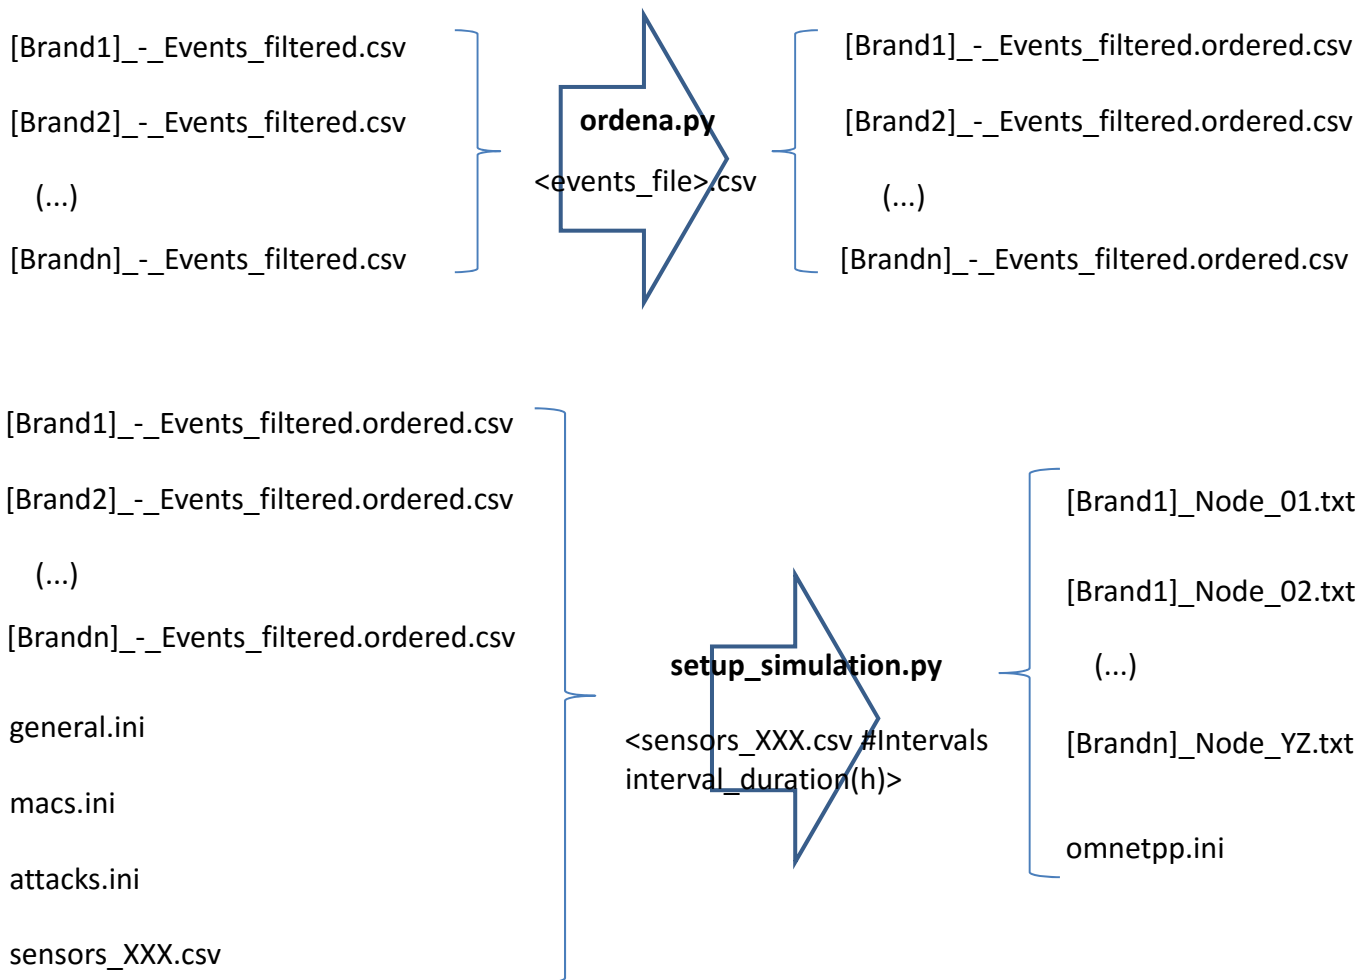 [Brand1]_-_Events_filtered.csv
[Brand2]_-_Events_filtered.csv
(...)
[Brandn]_-_Events_filtered.csv
ordena.py
<events_file>.csv
[Brand1]_-_Events_filtered.ordered.csv
[Brand2]_-_Events_filtered.ordered.csv
(...)
[Brandn]_-_Events_filtered.ordered.csv
[Brand1]_-_Events_filtered.ordered.csv
[Brand2]_-_Events_filtered.ordered.csv
(...)
[Brandn]_-_Events_filtered.ordered.csv
general.ini
macs.ini
attacks.ini
sensors_XXX.csv
setup_simulation.py
<sensors_XXX.csv #Intervals
interval_duration(h)>
[Brand1]_Node_01.txt
[Brand1]_Node_02.txt
(...)
[Brandn]_Node_YZ.txt
omnetpp.ini